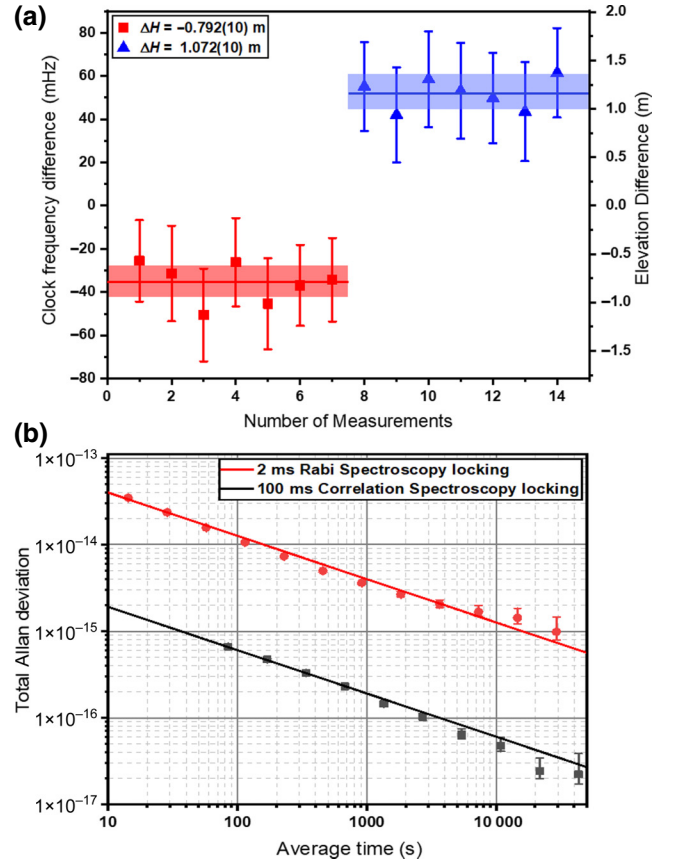 (a)
ΔH = −0.792(10) m
ΔH = 1.072(10) m
Clock frequency difference (mHz)
80
60
40
20
0
−20
−40
−60
−80
2.0
1.5
1.0
0.5
0.0
−0.5
−1.0
−1.5
Elevation Difference (m)
0 2 4 6 8 10 12 14
Number of Measurements
(b)
2 ms Rabi Spectroscopy locking
100 ms Correlation Spectroscopy locking
Total Allan deviation
1×10−13
1×10−14
1×10−15
1×10−16
1×10−17
10 100 1000 10 000
Average time (s)